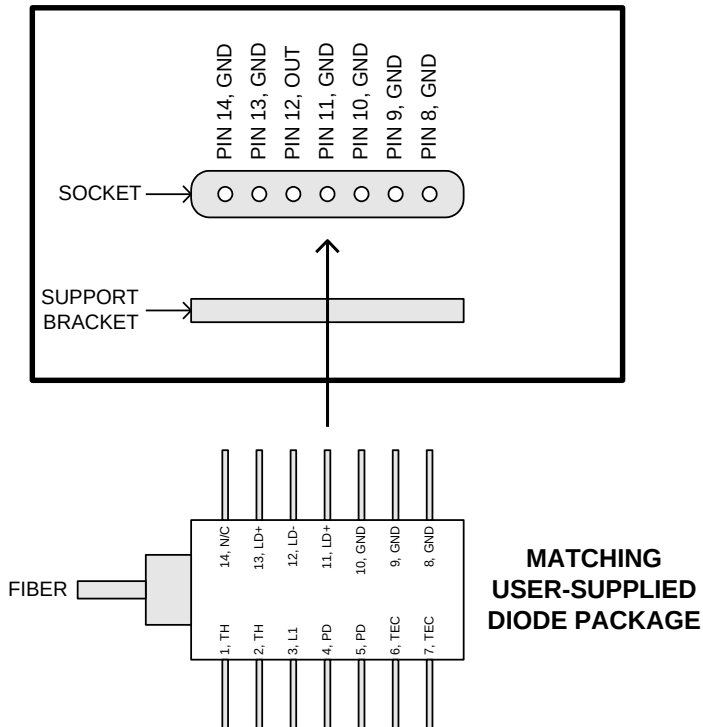 PIN 14, GND
PIN 13, GND
PIN 12, OUT
PIN 11, GND
PIN 10, GND
PIN 9, GND
PIN 8, GND
SOCKET
SUPPORT
BRACKET
14, N/C
13, LD+
12, LD-
11, LD+
10, GND
9, GND
8, GND
FIBER
1, TH
2, TH
3, L1
4, PD
5, PD
6, TEC
7, TEC
MATCHING
USER-SUPPLIED
DIODE PACKAGE